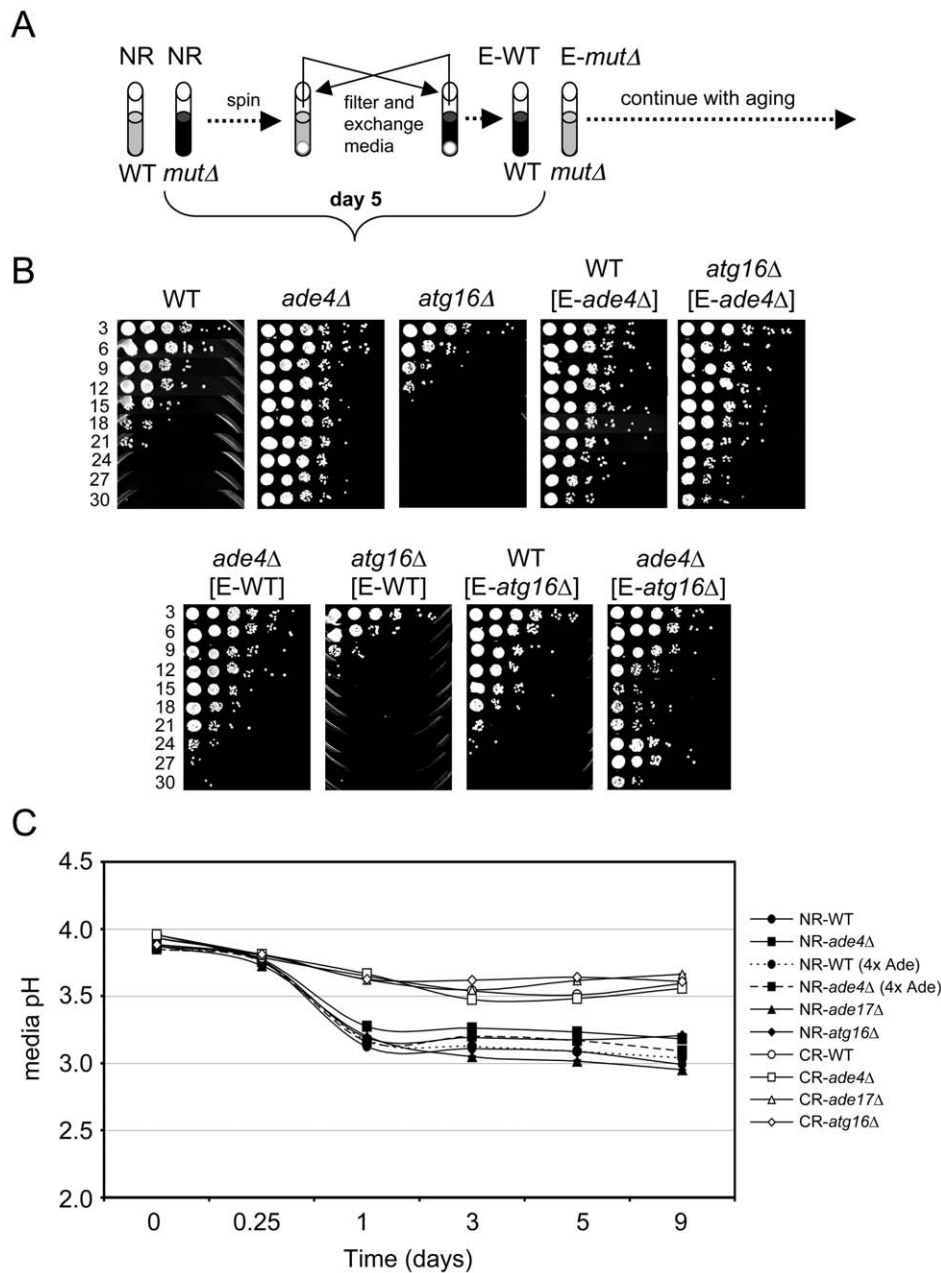 A
NR NR
E-WT E-mutΔ
spin
filter and
exchange
media
continue with aging
WT mutΔ
WT mutΔ
day 5
B
WT ade4Δ atg16Δ
WT
[E-ade4Δ]
atg16Δ
[E-ade4Δ]
3
6
9
12
15
18
21
24
27
30
ade4Δ
[E-WT]
atg16Δ
[E-WT]
WT
[E-atg16Δ]
ade4Δ
[E-atg16Δ]
3
6
9
12
15
18
21
24
27
30
C
4.5
4.0
3.5
3.0
2.5
2.0
media pH
0 0.25 1 3 5 9
Time (days)
NR-WT
NR-ade4Δ
NR-WT (4x Ade)
NR-ade4Δ (4x Ade)
NR-ade17Δ
NR-atg16Δ
CR-WT
CR-ade4Δ
CR-ade17Δ
CR-atg16Δ